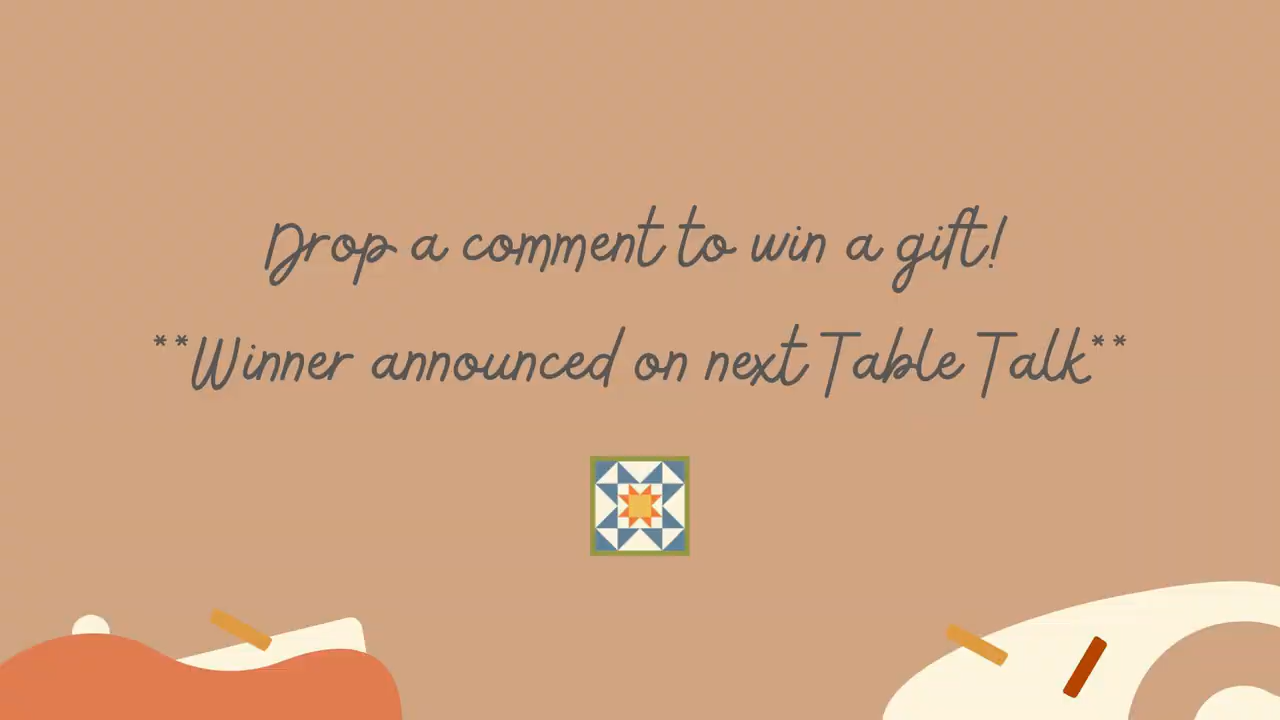 Drop a comment to win a gift!
**Winner announced on next Table Talk**